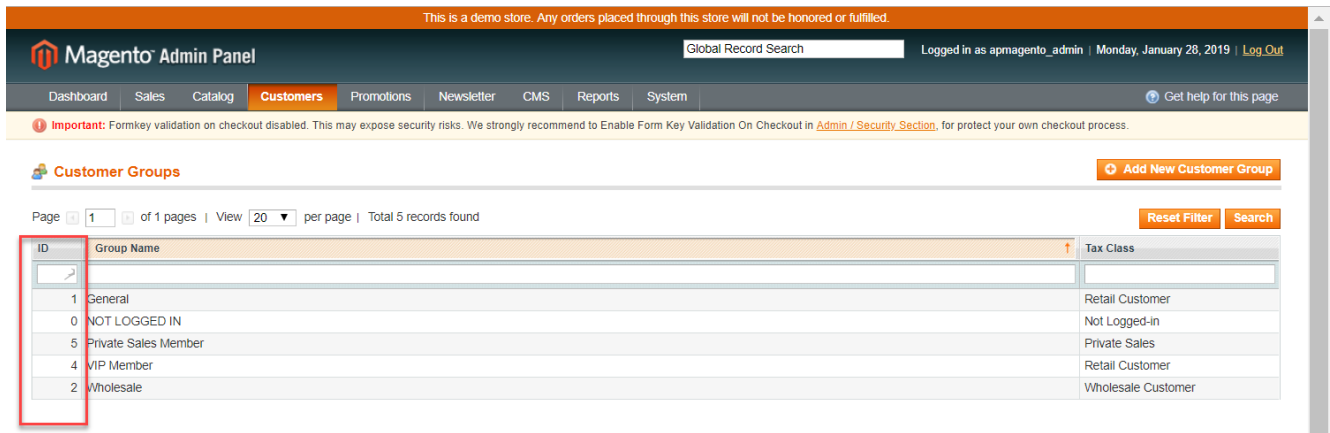 This is a demo store. Any orders placed through this store will not be honored or fulfilled.
Magento Admin Panel Global Record Search Logged in as apmagento_admin | Monday, January 28, 2019 | Log Out
Dashboard Sales Catalog Customers Promotions Newsletter CMS Reports System Get help for this page
Important: Formkey validation on checkout disabled. This may expose security risks. We strongly recommend to Enable Form Key Validation On Checkout in Admin / Security Section, for protect your own checkout process.
Customer Groups Add New Customer Group
Page 1 of 1 pages | View 20 per page | Total 5 records found Reset Filter Search
ID Group Name Tax Class
1 General Retail Customer
0 NOT LOGGED IN Not Logged-in
5 Private Sales Member Private Sales
4 VIP Member Retail Customer
2 Wholesale Wholesale Customer